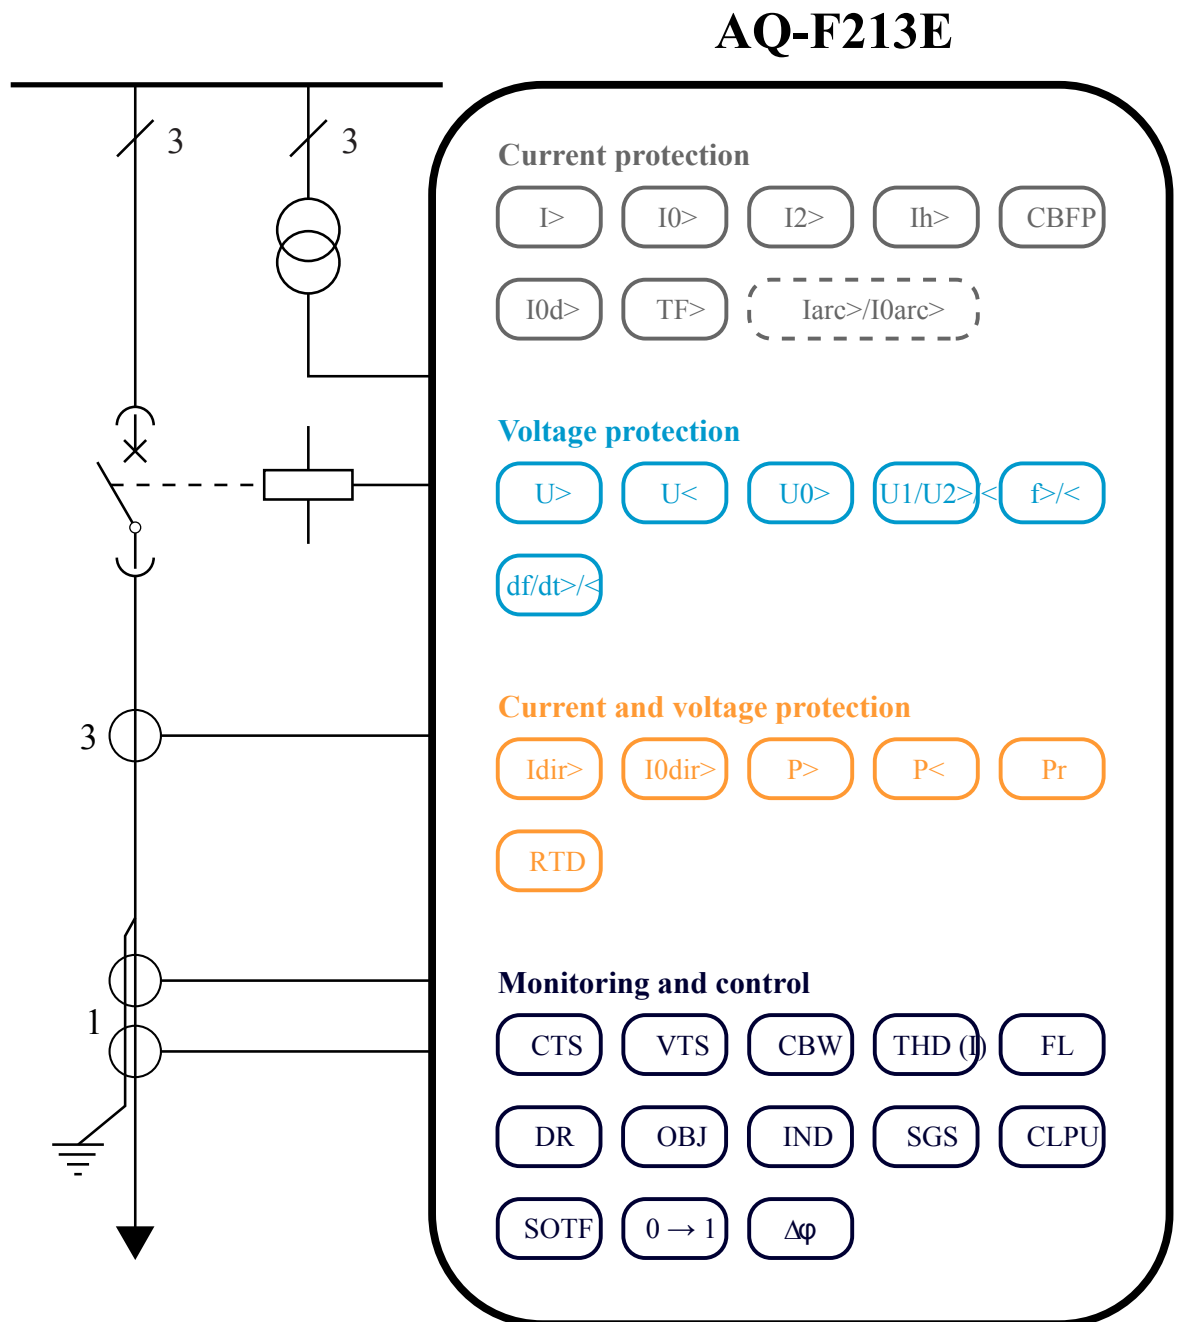 AQ-F213E
3 3
Current protection
I> I0> I2> Ih> CBFP
I0d> TF> Iarc>/I0arc>
Voltage protection
U> U< U0> U1/U2>/< f>/<
df/dt>/<
Current and voltage protection
3
Idir> I0dir> P> P< Pr
RTD
Monitoring and control
1
CTS VTS CBW THD (I) FL
DR OBJ IND SGS CLPU
SOTF 0 → 1 Δφ